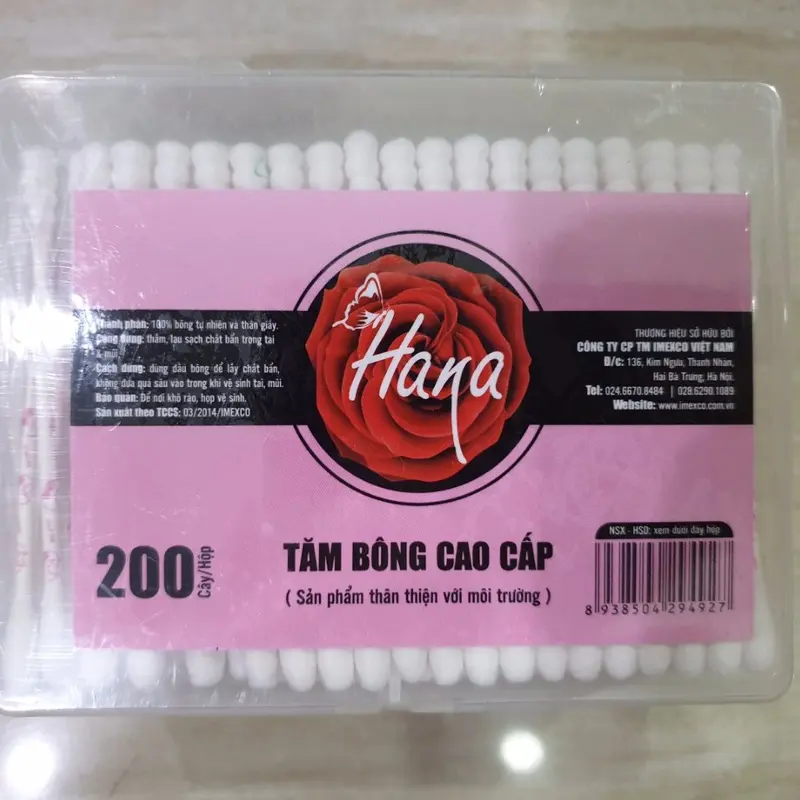 Thành phần: 100% bông tự nhiên và thân giấy.
Công dụng: thấm, lau sạch chất bẩn trong tai
& mũi
Cách dùng: dùng đầu bông để lấy chất bẩn,
không đưa quá sâu vào trong khi vệ sinh tai, mũi.
Bảo quản: Để nơi khô ráo, hợp vệ sinh.
Sản xuất theo TCCS: 03/2014/IMEXCO
Hana
THƯƠNG HIỆU SỞ HỮU BỞI
CÔNG TY CP TM IMEXCO VIỆT NAM
Đ/c: 136, Kim Ngưu, Thanh Nhàn,
Hai Bà Trưng, Hà Nội.
Tel: 024.6670.8484 | 028.6290.1089
Website: www.imexco.com.vn
200 Cây/Hộp
TĂM BÔNG CAO CẤP
( Sản phẩm thân thiện với môi trường )
NSX - HSD: xem dưới đáy hộp
8 938504 294927